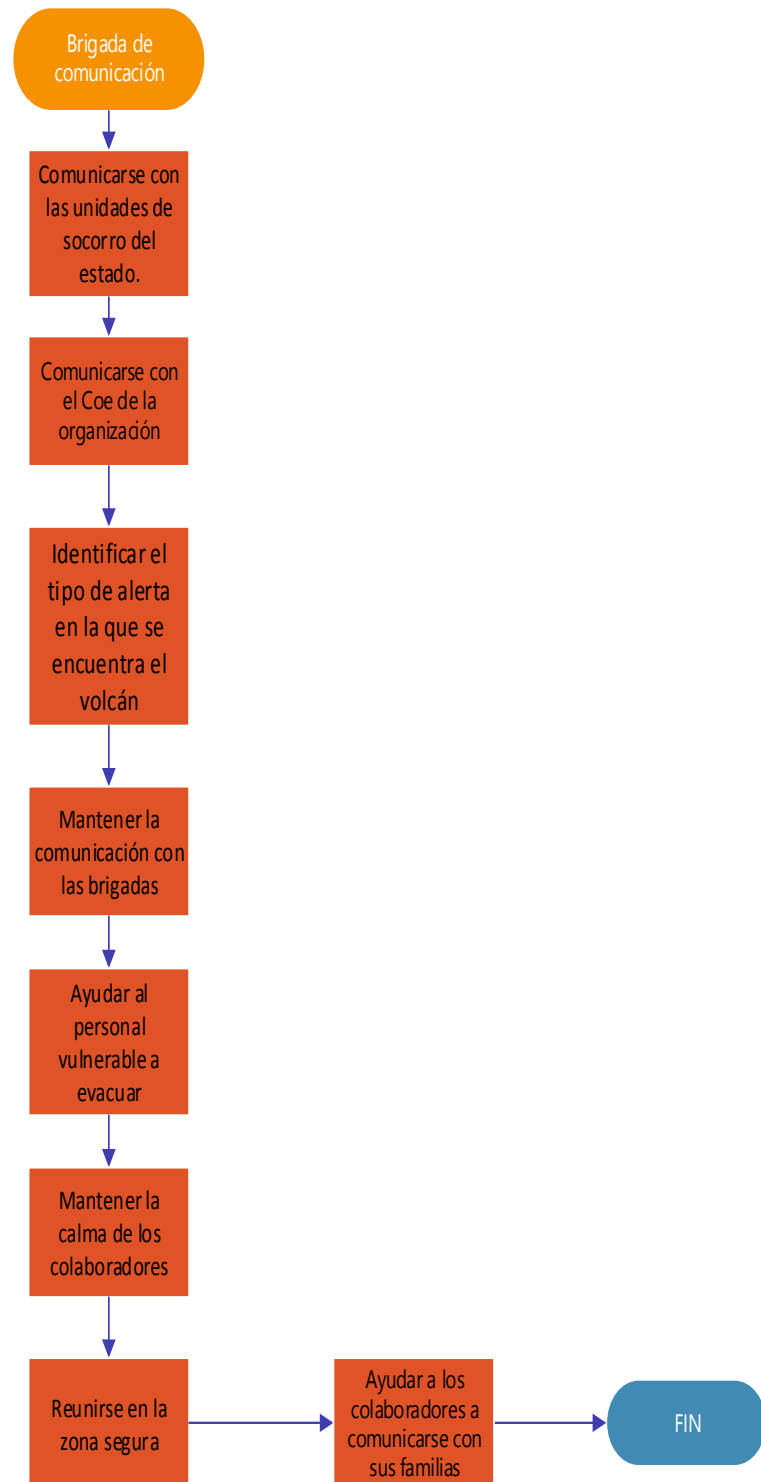 Brigada de
comunicación
Comunicarse con
las unidades de
socorro del
estado.
Comunicarse con
el Coe de la
organización
Identificar el
tipo de alerta
en la que se
encuentra el
volcán
Mantener la
comunicación con
las brigadas
Ayudar al
personal
vulnerable a
evacuar
Mantener la
calma de los
colaboradores
Reunirse en la
zona segura
Ayudar a los
colaboradores a
comunicarse con
sus familias
FIN